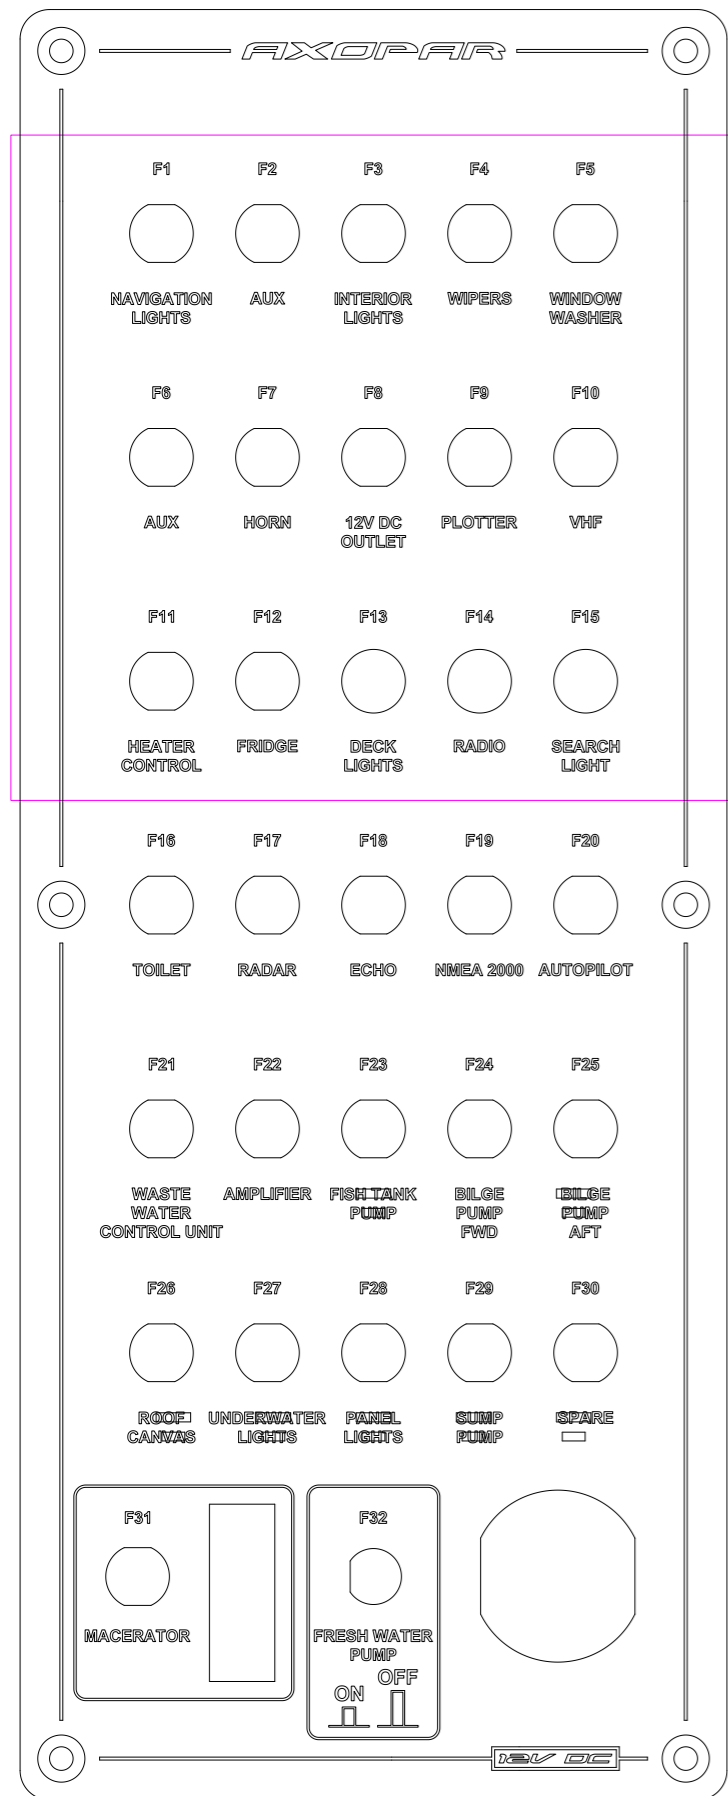 AXOPAR
F1 F2 F3 F4 F5
NAVIGATION AUX INTERIOR WIPERS WINDOW
LIGHTS LIGHTS WASHER
F6 F7 F8 F9 F10
AUX HORN 12V DC PLOTTER VHF
OUTLET
F11 F12 F13 F14 F15
HEATER FRIDGE DECK RADIO SEARCH
CONTROL LIGHTS LIGHT
F16 F17 F18 F19 F20
TOILET RADAR ECHO NMEA 2000 AUTOPILOT
F21 F22 F23 F24 F25
WASTE AMPLIFIER FISH TANK BILGE BILGE
WATER PUMP PUMP PUMP
CONTROL UNIT FWD AFT
F26 F27 F28 F29 F30
ROOF UNDERWATER PANEL SUMP SPARE
CANVAS LIGHTS LIGHTS PUMP
F31 F32
MACERATOR FRESH WATER
PUMP
ON OFF
12V DC